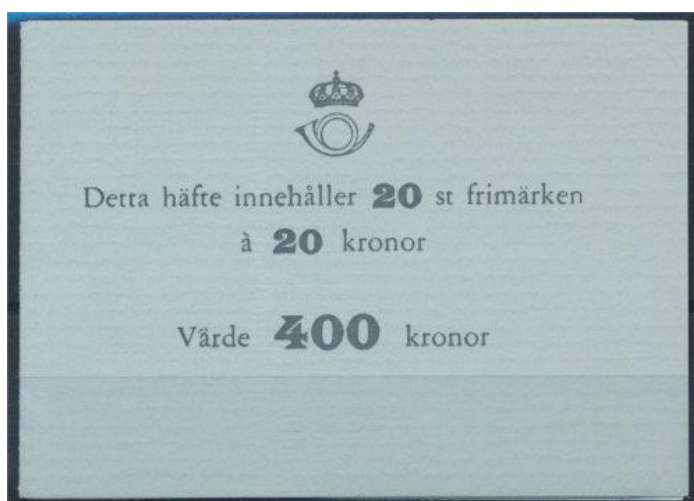 Detta häfte innehåller 20 st frimärken
à 20 kronor
Värde 400 kronor